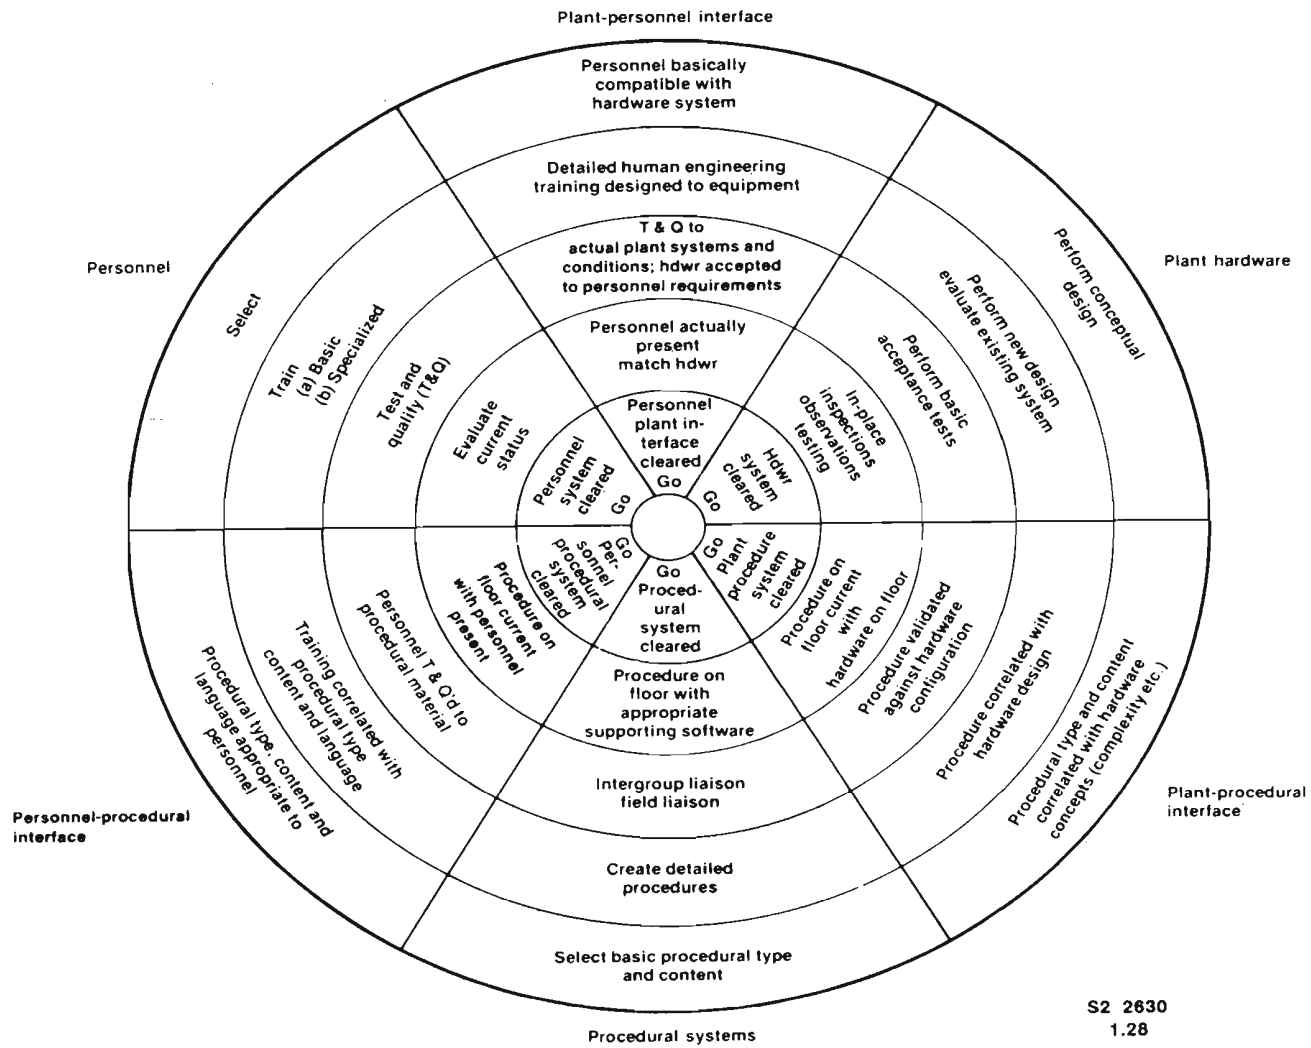 Plant-personnel interface
Personnel basically
compatible with
hardware system
Detailed human engineering
training designed to equipment
T & Q to
actual plant systems and
conditions; hdwr accepted
to personnel requirements
Personnel actually
present
match hdwr
Personnel
plant in-
terface
cleared
Go
Plant hardware
Perform conceptual
design
Perform new design
evaluate existing system
Perform basic
acceptance tests
In-place
inspections
observations
testing
Hdwr
system
cleared
Go
Plant-procedural
interface
Procedural type and content
correlated with hardware
concepts (complexity etc.)
Procedure correlated with
hardware design
Procedure validated
against hardware
configuration
Procedure on
floor current
with
hardware on floor
Plant
procedure
system
cleared
Go
Procedural systems
Select basic procedural type
and content
Create detailed
procedures
Intergroup liaison
field liaison
Procedure on
floor with
appropriate
supporting software
Go
Proced-
ural
system
cleared
Personnel-procedural
interface
Procedural type, content and
language appropriate to
personnel
Training correlated with
procedural type
content and language
Personnel T & Q'd to
procedural material
Procedure on
floor current
with personnel
present
Go
Per-
sonnel
procedural
system
cleared
Personnel
Select
Train
(a) Basic
(b) Specialized
Test and
qualify (T&Q)
Evaluate
current
status
Personnel
system
cleared
Go
S2 2630
1.28